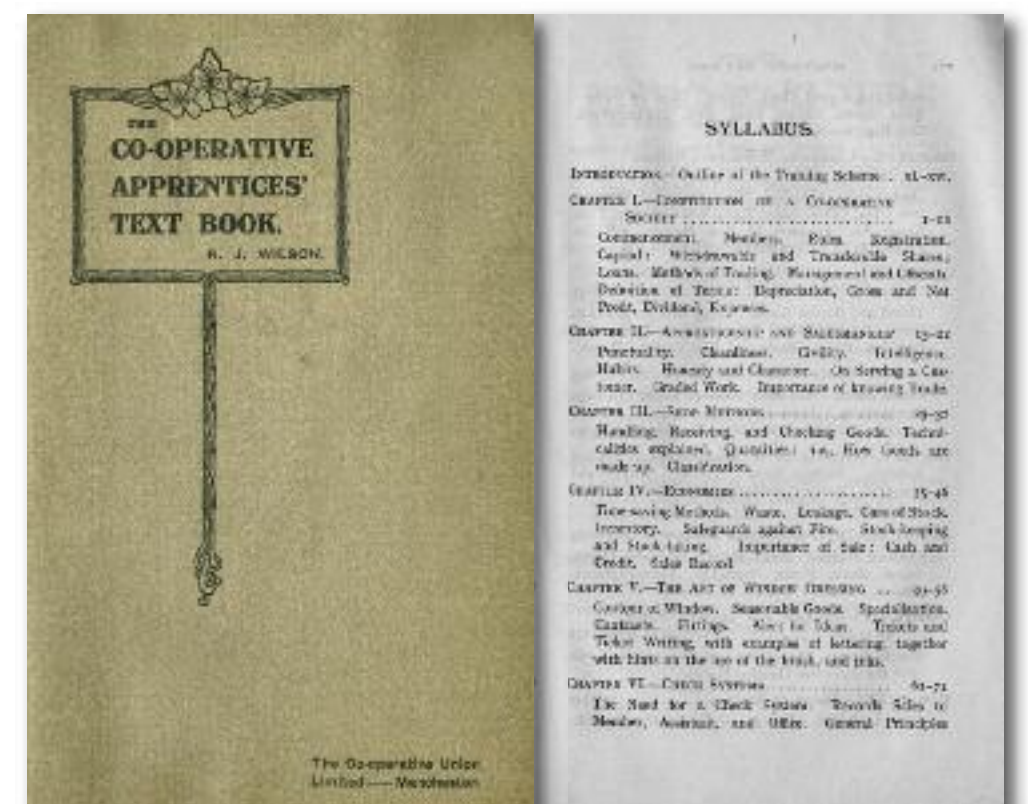 THE
CO-OPERATIVE
APPRENTICES'
TEXT BOOK.
R. J. WILSON.
The Co-operative Union
Limited — Manchester
SYLLABUS.
INTRODUCTION.—Outline of the Training Scheme .. xi.-xvi.
CHAPTER I.—CONSTITUTION OF A CO-OPERATIVE
SOCIETY
Commencement. Members. Rules. Registration.
Capital: Withdrawable and Transferable Shares;
Loans. Methods of Trading. Management and Officials.
Definition of Terms: Depreciation, Gross and Net
Profit, Dividend, Expenses.
CHAPTER II.—APPRENTICESHIP AND SALESMANSHIP
Punctuality. Cleanliness. Civility. Intelligence.
Habits. Honesty and Character. On Serving a Cus-
tomer. Graded Work. Importance of knowing Trade.
CHAPTER III.—SHOP METHODS
Handling, Receiving, and Checking Goods. Techni-
calities explained. Quantities: How Goods are
made up. Classification.
CHAPTER IV.—ECONOMIES
Time-saving Methods. Waste. Leakage. Care of Stock.
Inventory. Safeguards against Fire. Stock-keeping
and Stock-taking. Importance of Sale: Cash and
Credit. Sales Record.
CHAPTER V.—THE ART OF WINDOW DRESSING
Contour of Window. Seasonable Goods. Specialisation.
Contrasts. Fittings. Alert for Ideas. Tickets and
Ticket Writing, with examples of lettering, together
with hints on the use of the brush, and inks.
CHAPTER VI.—CHECK SYSTEMS ........ 61-71
The Need for a Check System. Records Sales to
Member, Assistant, and Office. General Principles